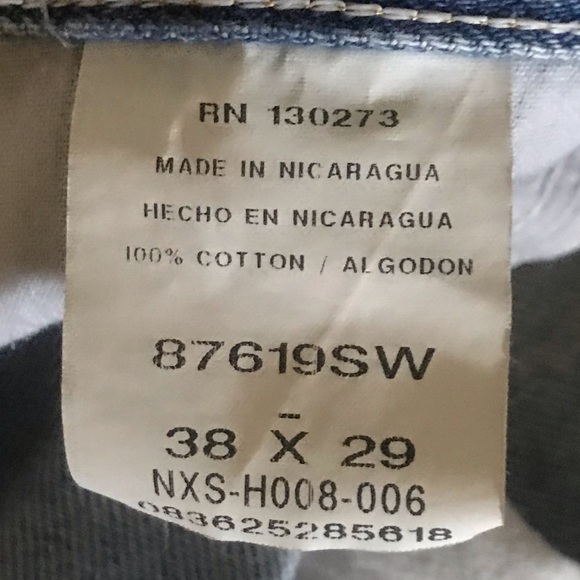 RN 130273
MADE IN NICARAGUA
HECHO EN NICARAGUA
100% COTTON / ALGODON
87619SW
-
38 X 29
NXS-H008-006
083625285618